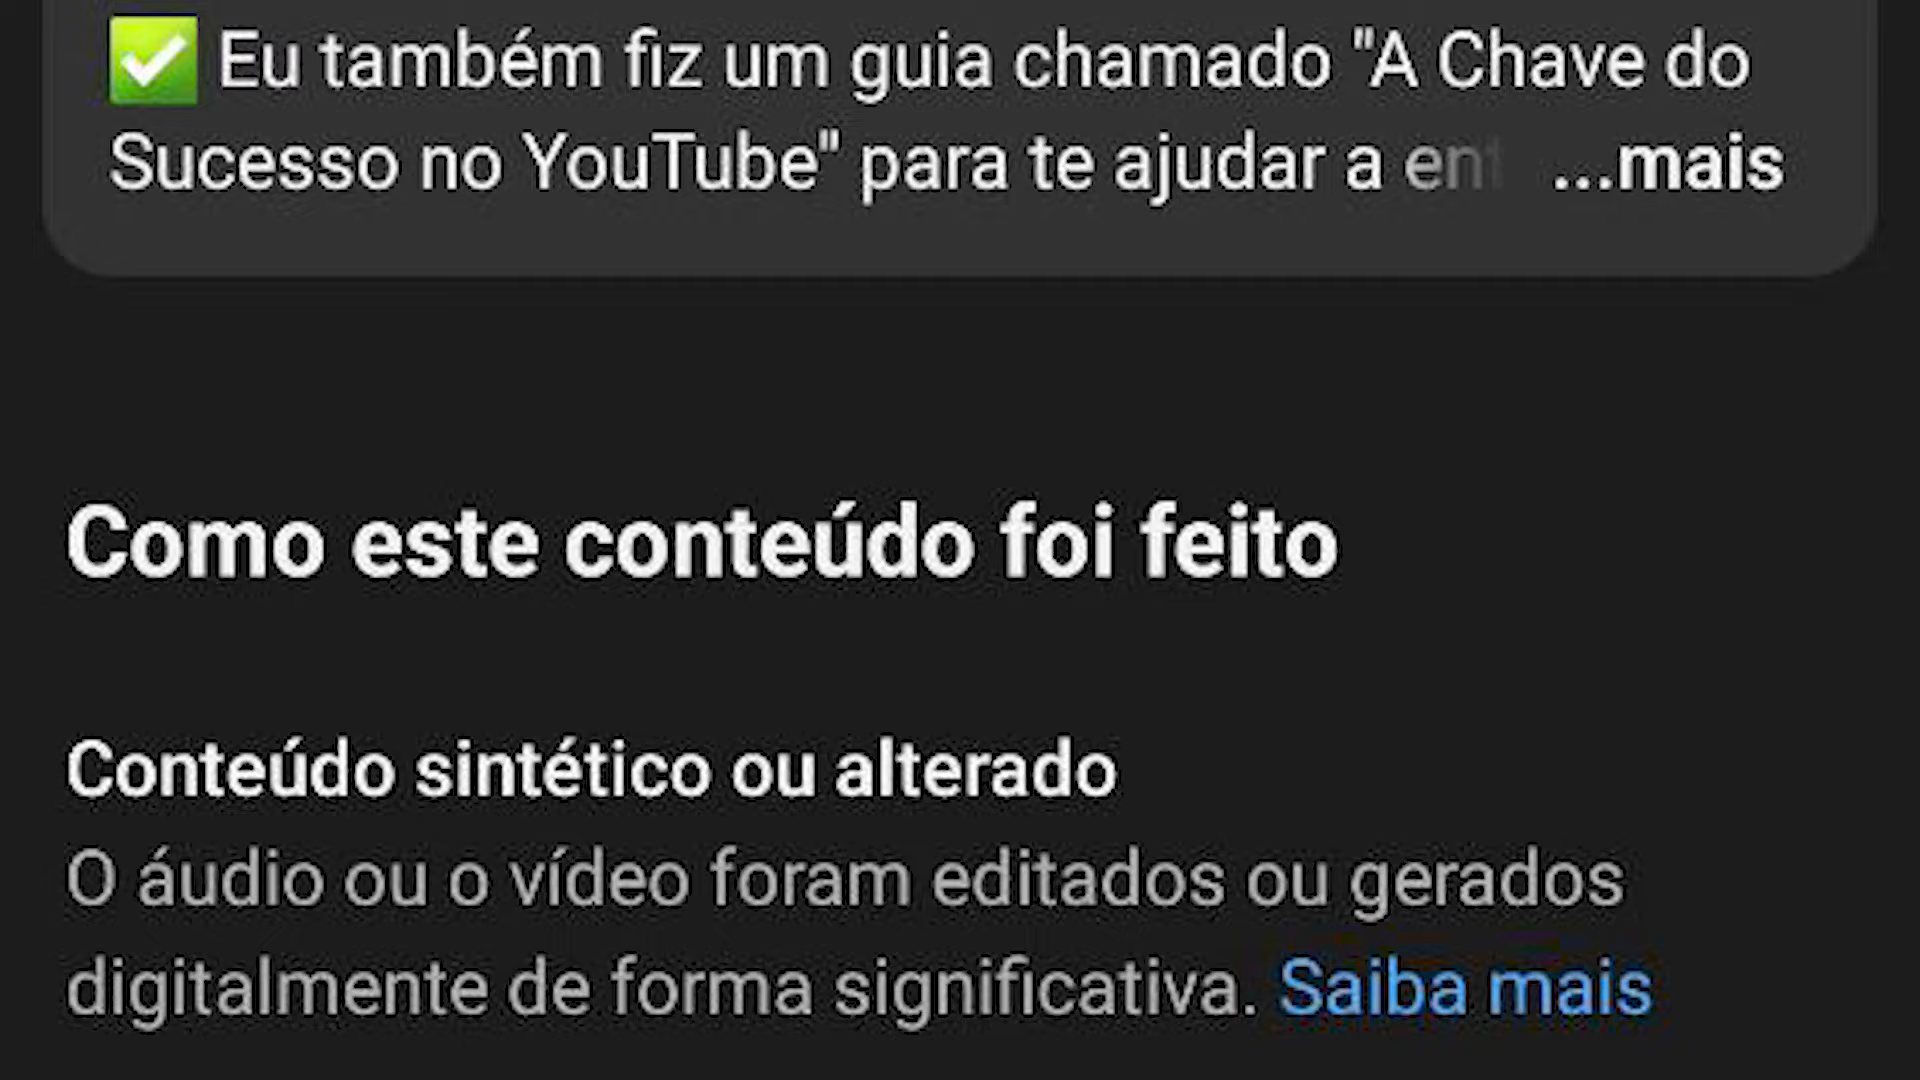 ✅ Eu também fiz um guia chamado "A Chave do
Sucesso no YouTube" para te ajudar a ...mais
Como este conteúdo foi feito
Conteúdo sintético ou alterado
O áudio ou o vídeo foram editados ou gerados
digitalmente de forma significativa. Saiba mais